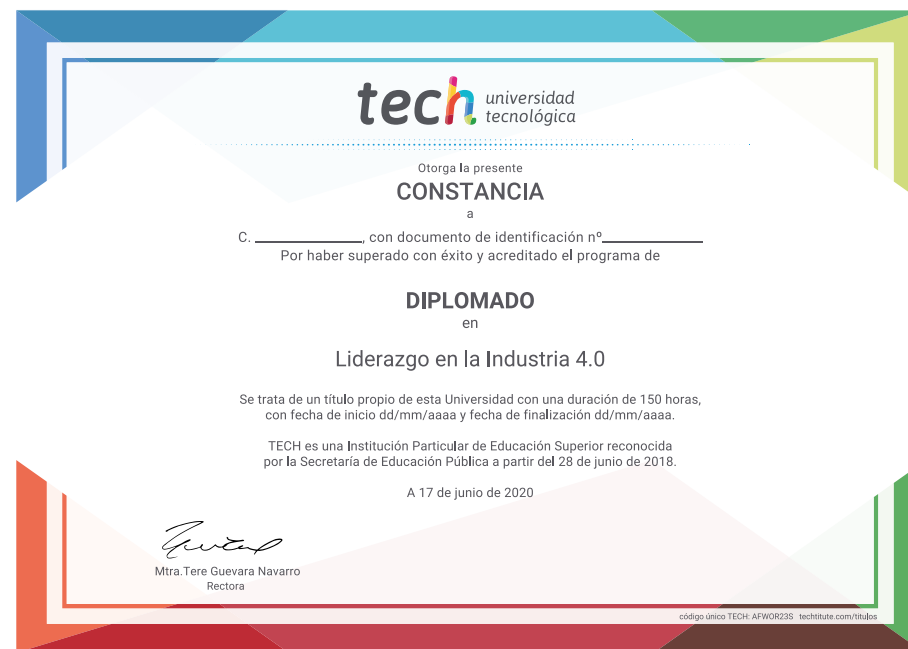 tech universidad
tecnológica
Otorga la presente
CONSTANCIA
a
C. ____________, con documento de identificación nº____________
Por haber superado con éxito y acreditado el programa de
DIPLOMADO
en
Liderazgo en la Industria 4.0
Se trata de un título propio de esta Universidad con una duración de 150 horas,
con fecha de inicio dd/mm/aaaa y fecha de finalización dd/mm/aaaa.
TECH es una Institución Particular de Educación Superior reconocida
por la Secretaría de Educación Pública a partir del 28 de junio de 2018.
A 17 de junio de 2020
Mtra.Tere Guevara Navarro
Rectora
código único TECH: AFWOR23S techtitute.com/titulos